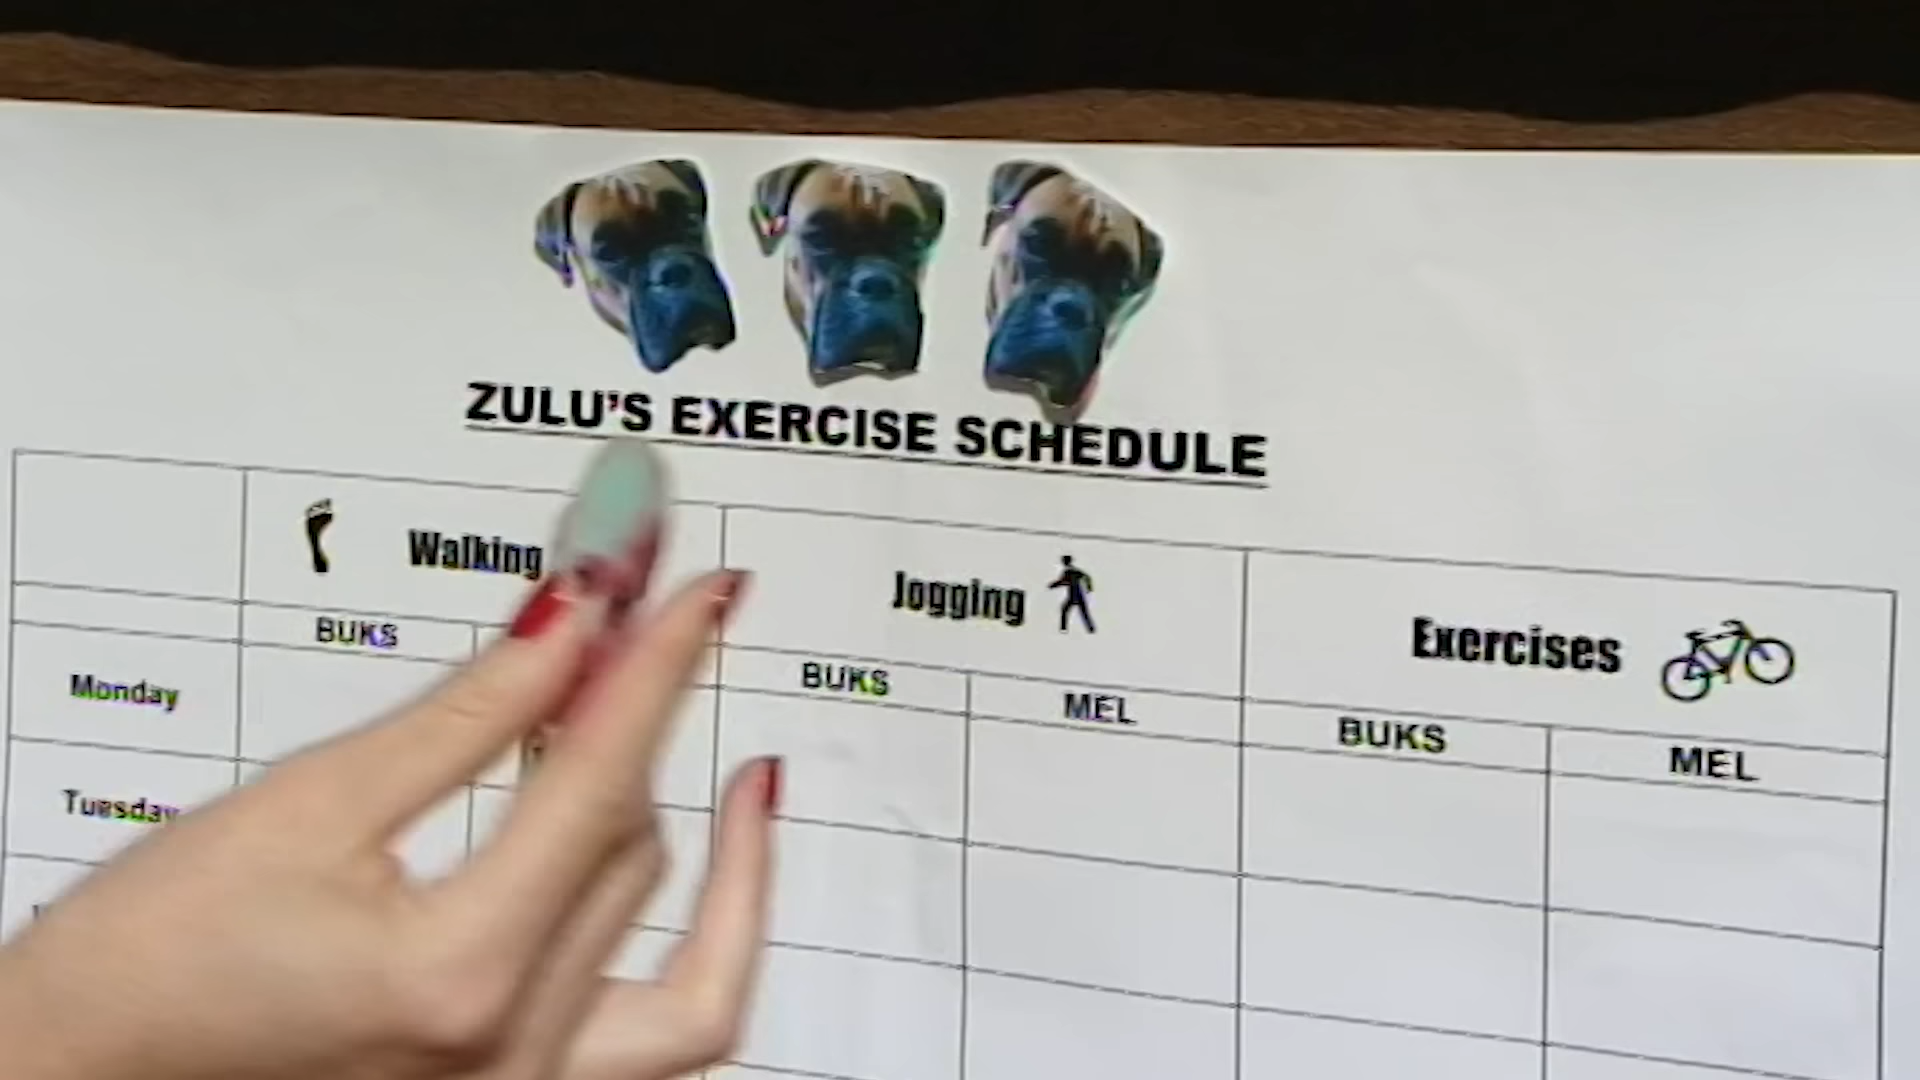 ZULU'S EXERCISE SCHEDULE
Walking Jogging Exercises
BUKS BUKS MEL BUKS MEL
Monday
Tuesday